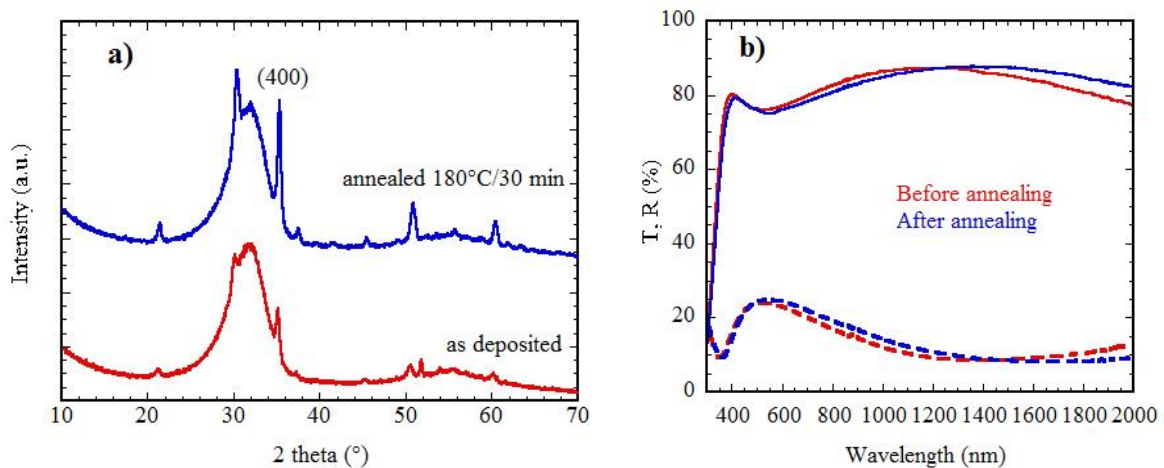 a)
(400)
annealed 180°C/30 min
as deposited
Intensity (a.u.)
10 20 30 40 50 60 70
2 theta (°)
b)
100
80
60
40
20
0
T, R (%)
Before annealing
After annealing
400 600 800 1000 1200 1400 1600 1800 2000
Wavelength (nm)